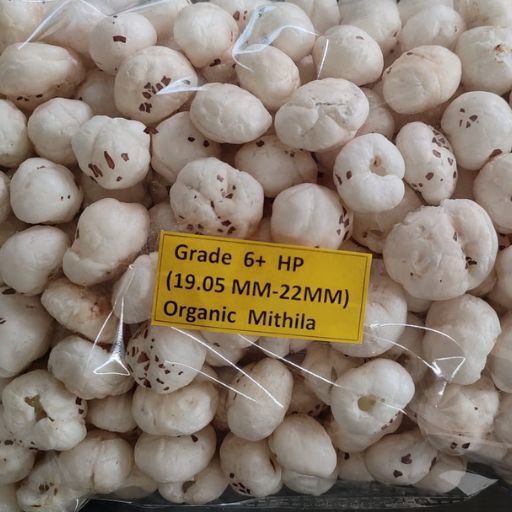 Grade 6+ HP
(19.05 MM-22MM)
Organic Mithila